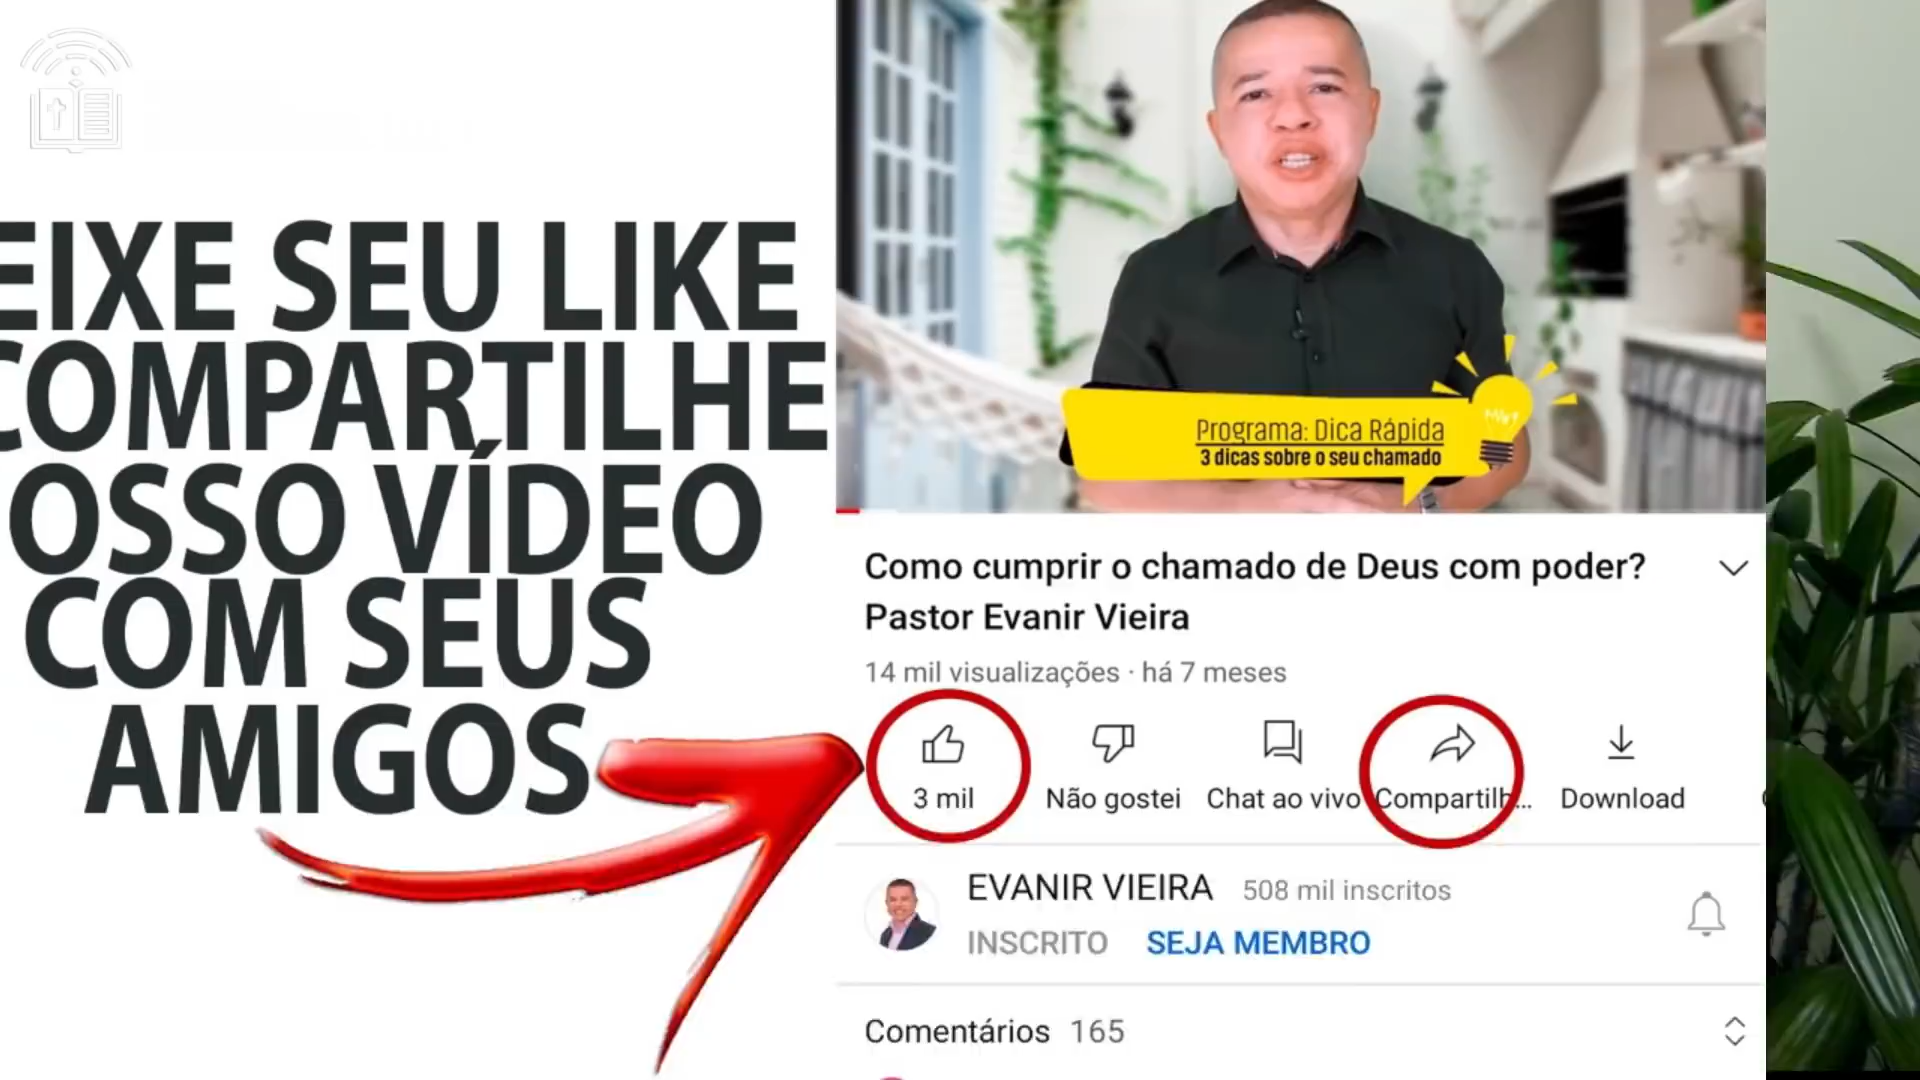 EIXE SEU LIKE
COMPARTILHE
OSSO VÍDEO
COM SEUS
AMIGOS
Programa: Dica Rápida
3 dicas sobre o seu chamado
Como cumprir o chamado de Deus com poder?
Pastor Evanir Vieira
14 mil visualizações · há 7 meses
3 mil
Não gostei
Chat ao vivo
Compartilh...
Download
EVANIR VIEIRA 508 mil inscritos
INSCRITO SEJA MEMBRO
Comentários 165